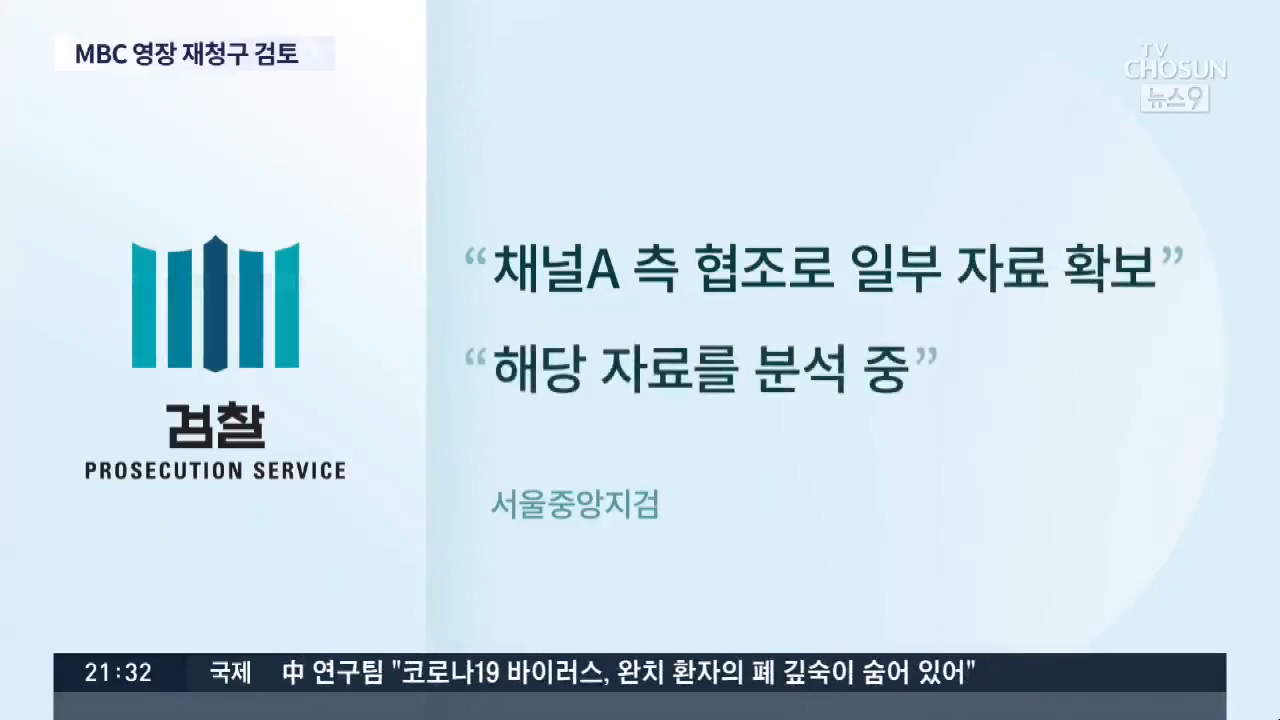 MBC 영장 재청구 검토
TV
CHOSUN
뉴스9
“채널A 측 협조로 일부 자료 확보”
“해당 자료를 분석 중”
검찰
PROSECUTION SERVICE
서울중앙지검
21:32 국제 中 연구팀 "코로나19 바이러스, 완치 환자의 폐 깊숙이 숨어 있어"